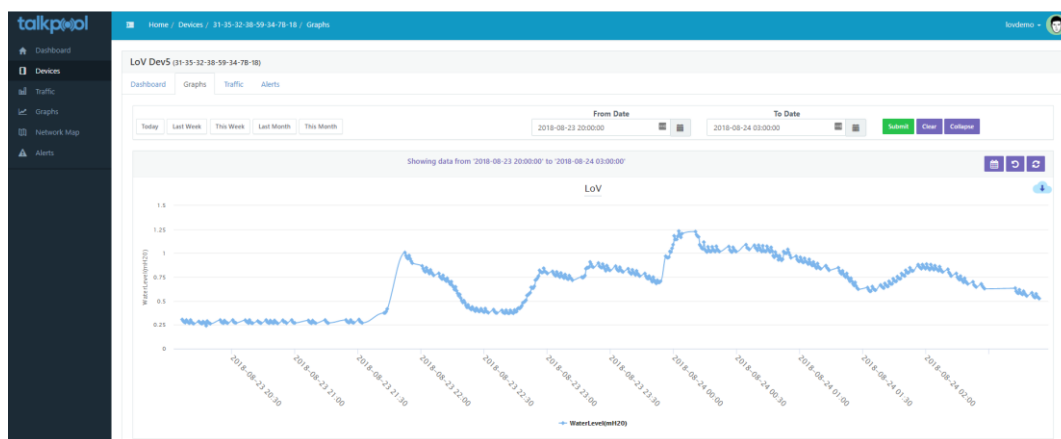 talkpool
Home / Devices / 31-35-32-38-59-34-7B-18 / Graphs
lovdemo
Dashboard
Devices
Traffic
Graphs
Network Map
Alerts
LoV Dev5 (31-35-32-38-59-34-7B-18)
Dashboard Graphs Traffic Alerts
From Date To Date
Today Last Week This Week Last Month This Month 2018-08-23 20:00:00 2018-08-24 03:00:00 Submit Clear Collapse
Showing data from '2018-08-23 20:00:00' to '2018-08-24 03:00:00'
LoV
WaterLevel(mH20)
1.5
1.25
1
0.75
0.5
0.25
0
2018-08-23 20:30
2018-08-23 21:00
2018-08-23 21:30
2018-08-23 22:00
2018-08-23 22:30
2018-08-23 23:00
2018-08-23 23:30
2018-08-24 00:00
2018-08-24 00:30
2018-08-24 01:00
2018-08-24 01:30
2018-08-24 02:00
WaterLevel(mH20)